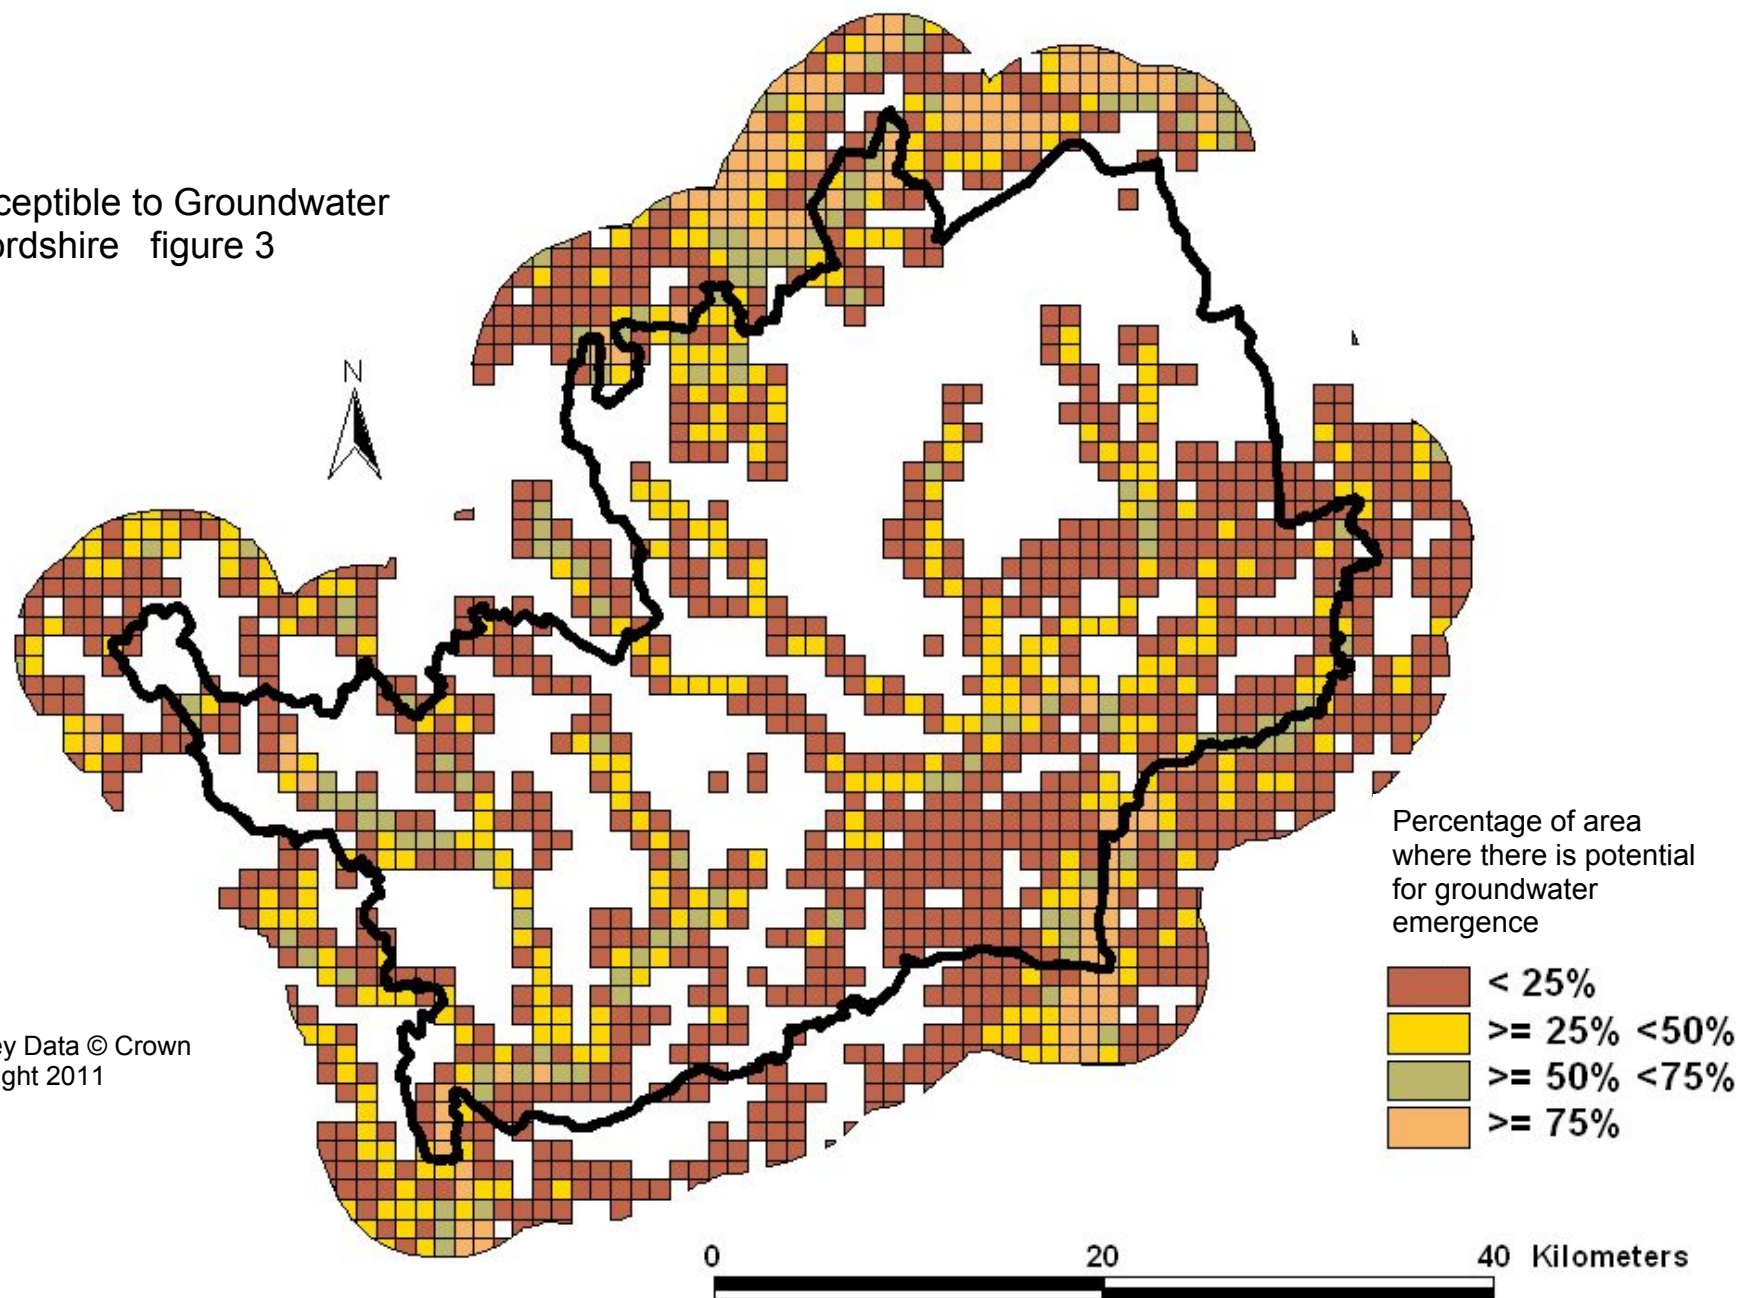 ceptible to Groundwater
ordshire figure 3
N
ey Data © Crown
ight 2011
Percentage of area
where there is potential
for groundwater
emergence
< 25%
>= 25% <50%
>= 50% <75%
>= 75%
0 20 40 Kilometers